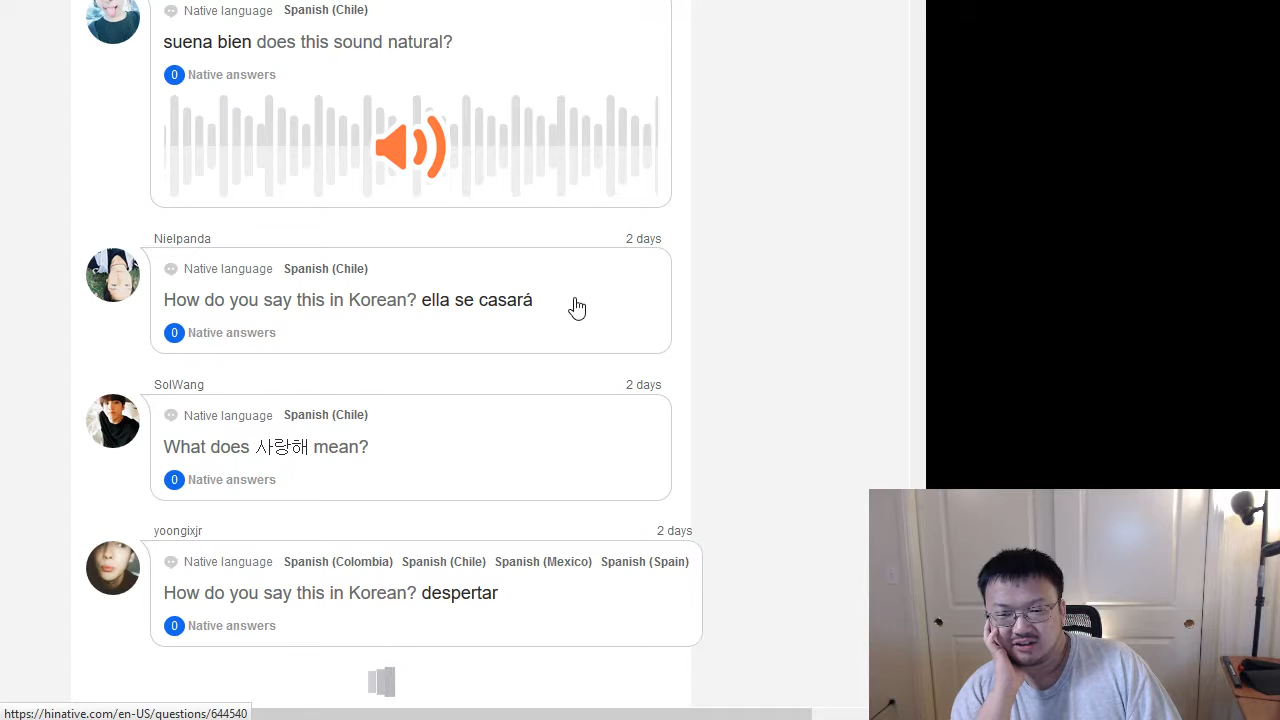 Native language Spanish (Chile)
suena bien does this sound natural?
0 Native answers
Nielpanda 2 days
Native language Spanish (Chile)
How do you say this in Korean? ella se casará
0 Native answers
SolWang 2 days
Native language Spanish (Chile)
What does 사랑해 mean?
0 Native answers
yoongixjr 2 days
Native language Spanish (Colombia) Spanish (Chile) Spanish (Mexico) Spanish (Spain)
How do you say this in Korean? despertar
0 Native answers
https://hinative.com/en-US/questions/644540